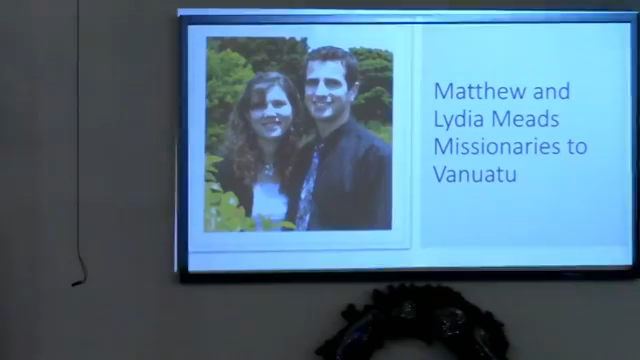 Matthew and
Lydia Meads
Missionaries to
Vanuatu